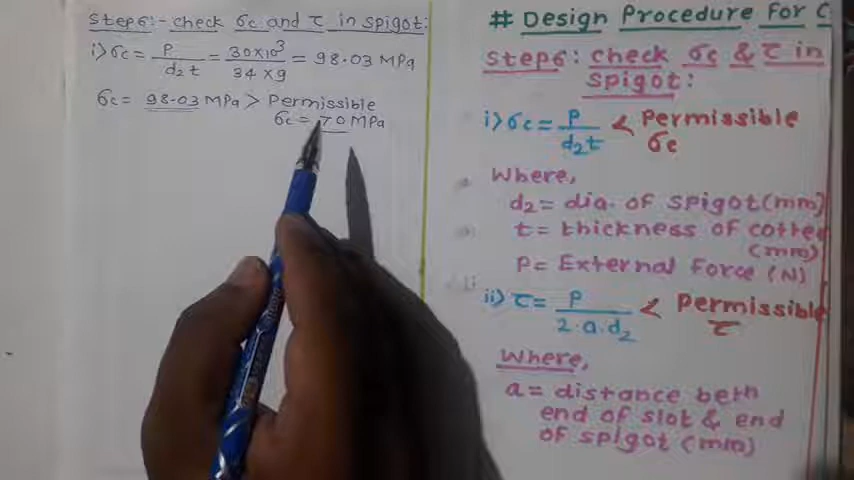 Step6:- check σc and τ in spigot:
i) σc = P / d2 t = 30×10³ / 34 × 9 = 98.03 MPa
σc = 98.03 MPa > Permissible
σc = 70 MPa
# Design Procedure For C
Step6: check σc & τ in
spigot:
i) σc = P / d2 t < Permissible
σc
Where,
d2 = dia. of spigot (mm)
t = thickness of cotter
(mm)
P = External Force (N)
ii) τ = P / 2.a.d2 < Permissible
τ
Where,
a = distance beth
end of slot & end
of spigot (mm)